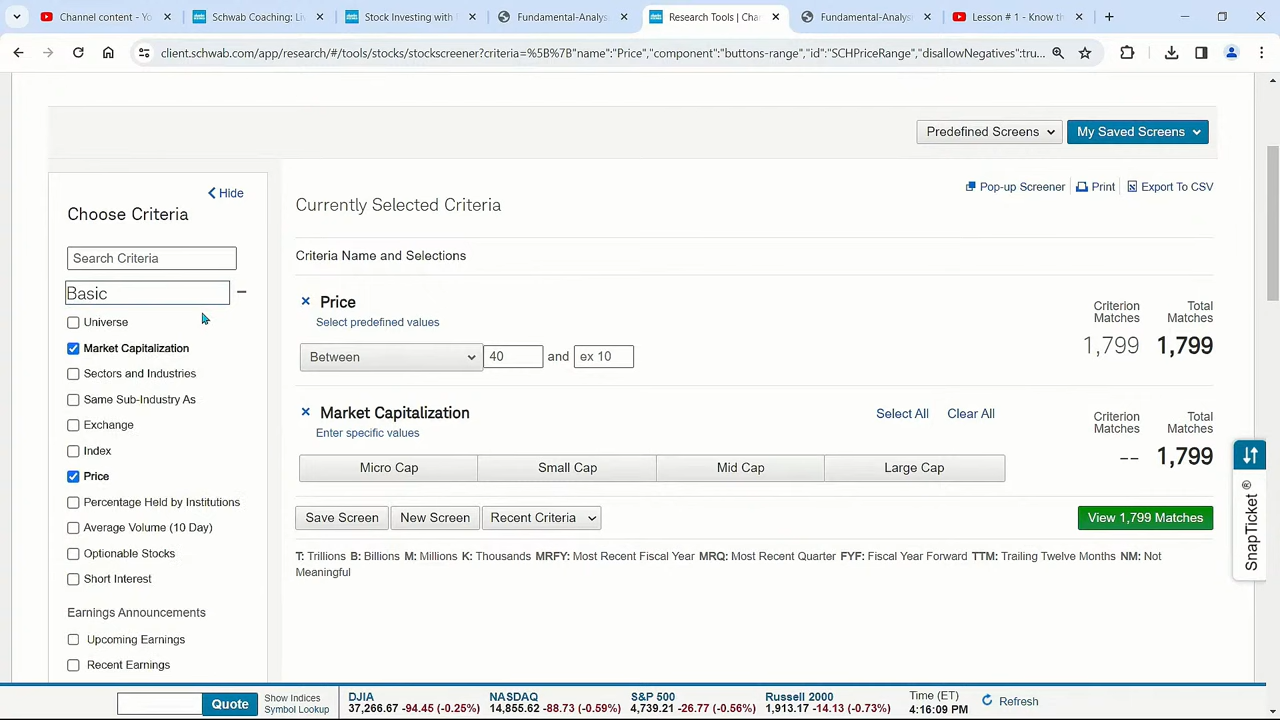 Content channel - Yo
Schwab Coaching: Liv
Stock Investing with F
Fundamental-Analys
Research Tools | Char
Fundamental-Analys
Lesson # 1 - Know th
client.schwab.com/app/research/#/tools/stocks/stockscreener?criteria=%5B%7B"name":"Price","component":"buttons-range","id":"SCHPriceRange","disallowNegatives":tru...
Predefined Screens
My Saved Screens
Hide
Choose Criteria
Search Criteria
Basic
Universe
Market Capitalization
Sectors and Industries
Same Sub-Industry As
Exchange
Index
Price
Percentage Held by Institutions
Average Volume (10 Day)
Optionable Stocks
Short Interest
Earnings Announcements
Upcoming Earnings
Recent Earnings
Pop-up Screener
Print
Export To CSV
Currently Selected Criteria
Criteria Name and Selections
Price
Select predefined values
Between
40
and
ex 10
Criterion Matches
Total Matches
1,799
1,799
Market Capitalization
Enter specific values
Select All
Clear All
Criterion Matches
Total Matches
--
1,799
Micro Cap
Small Cap
Mid Cap
Large Cap
Save Screen
New Screen
Recent Criteria
View 1,799 Matches
T: Trillions B: Billions M: Millions K: Thousands MRFY: Most Recent Fiscal Year MRQ: Most Recent Quarter FYF: Fiscal Year Forward TTM: Trailing Twelve Months NM: Not
Meaningful
SnapTicket®
Quote
Show Indices
Symbol Lookup
DJIA
37,266.67 -94.45 (-0.25%)
NASDAQ
14,855.62 -88.73 (-0.59%)
S&P 500
4,739.21 -26.77 (-0.56%)
Russell 2000
1,913.17 -14.13 (-0.73%)
Time (ET)
4:16:09 PM
Refresh